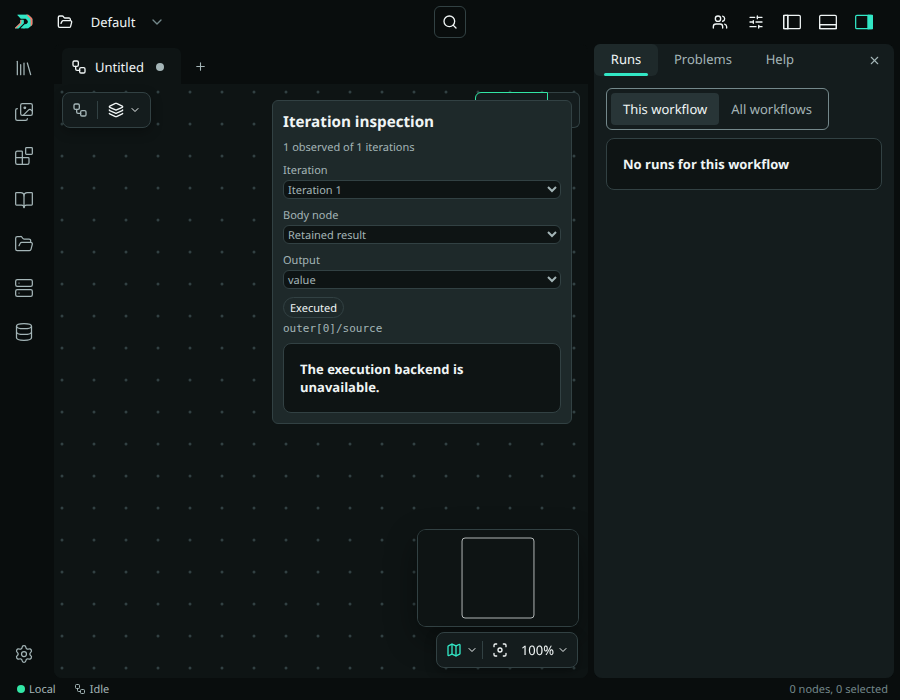 Default
Untitled
Runs
Problems
Help
This workflow
All workflows
No runs for this workflow
Iteration inspection
1 observed of 1 iterations
Iteration
Iteration 1
Body node
Retained result
Output
value
Executed
outer[0]/source
The execution backend is
unavailable.
100%
Local
Idle
0 nodes, 0 selected